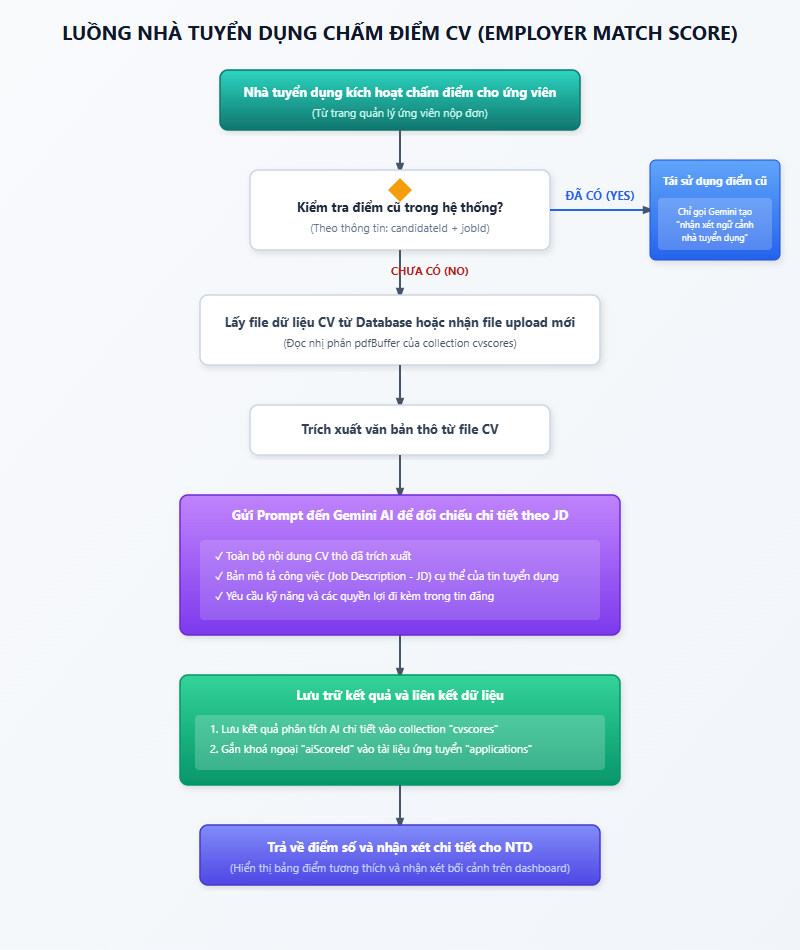 LUỒNG NHÀ TUYỂN DỤNG CHẤM ĐIỂM CV (EMPLOYER MATCH SCORE)
Nhà tuyển dụng kích hoạt chấm điểm cho ứng viên
(Từ trang quản lý ứng viên nộp đơn)
Kiểm tra điểm cũ trong hệ thống?
(Theo thông tin: candidateId + jobId)
ĐÃ CÓ (YES)
Tái sử dụng điểm cũ
Chỉ gọi Gemini tạo
"nhận xét ngữ cảnh
nhà tuyển dụng"
CHƯA CÓ (NO)
Lấy file dữ liệu CV từ Database hoặc nhận file upload mới
(Đọc nhị phân pdfBuffer của collection cvscores)
Trích xuất văn bản thô từ file CV
Gửi Prompt đến Gemini AI để đối chiếu chi tiết theo JD
✓ Toàn bộ nội dung CV thô đã trích xuất
✓ Bản mô tả công việc (Job Description - JD) cụ thể của tin tuyển dụng
✓ Yêu cầu kỹ năng và các quyền lợi đi kèm trong tin đăng
Lưu trữ kết quả và liên kết dữ liệu
1. Lưu kết quả phân tích AI chi tiết vào collection "cvscores"
2. Gắn khoá ngoại "aiScoreId" vào tài liệu ứng tuyển "applications"
Trả về điểm số và nhận xét chi tiết cho NTD
(Hiển thị bảng điểm tương thích và nhận xét bối cảnh trên dashboard)